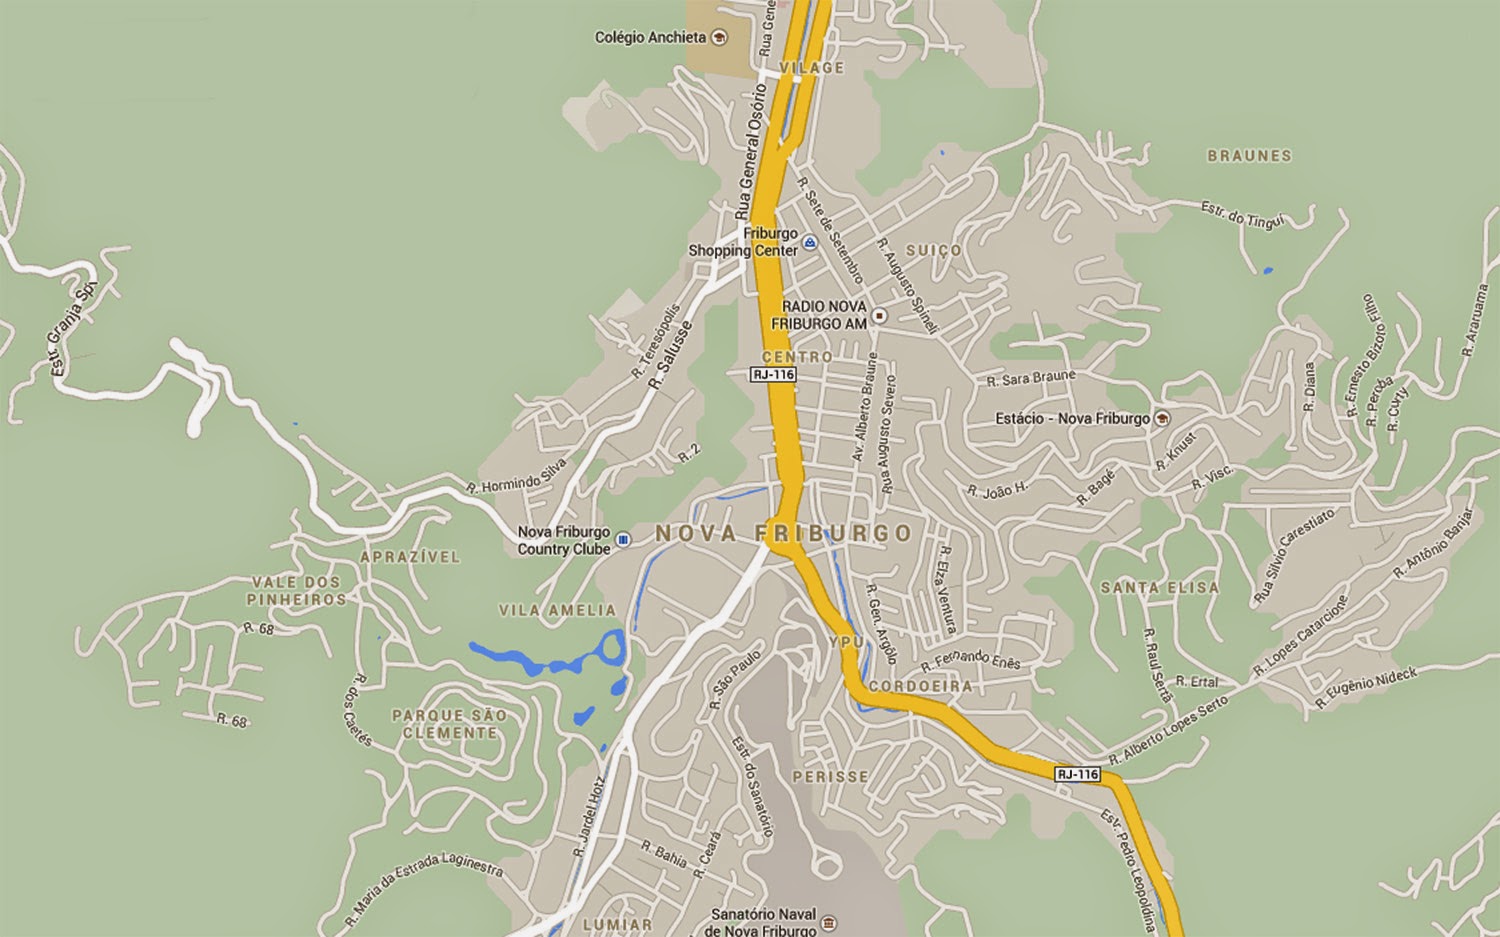 Colégio Anchieta
Rua Gene
VILAGE
Rua General Osório
BRAUNES
R. Sete de Setembro
Estr. do Tingui
Friburgo
Shopping Center
SUIÇO
R. Augusto Spineli
Estr. Granja Spi
RADIO NOVA
FRIBURGO AM
R. Teresópolis
R. Salusse
CENTRO
RJ-116
R. Araruama
R. Ernesto Bizoto Filho
R. Diana
R. Peroba
R. Curty
R. Sara Braune
Av. Alberto Braune
Rua Augusto Severo
Estácio - Nova Friburgo
R. Knust
R. 2
R. Hormindo Silva
R. João H.
R. Bagé
R. Visc.
Nova Friburgo
Country Clube
NOVA FRIBURGO
APRAZÍVEL
VALE DOS
PINHEIROS
VILA AMELIA
R. Elza Ventura
R. Gen. Argôlo
SANTA ELISA
Rua Silvio Carestiato
R. Antônio Banjar
R. 68
YPU
R. Fernando Enês
R. Raul Sertã
R. Lopes Catarcione
R. São Paulo
CORDOEIRA
R. Ertal
R. Eugênio Nideck
R. dos Caetés
R. 68
PARQUE SÃO
CLEMENTE
R. Alberto Lopes Serto
Estr. do Sanatório
PERISSE
RJ-116
R. Jardel Hotz
R. Bahia
R. Ceará
Esv. Pedro Leopoldina
R. Maria da Estrada Laginestra
LUMIAR
Sanatório Naval
de Nova Friburgo